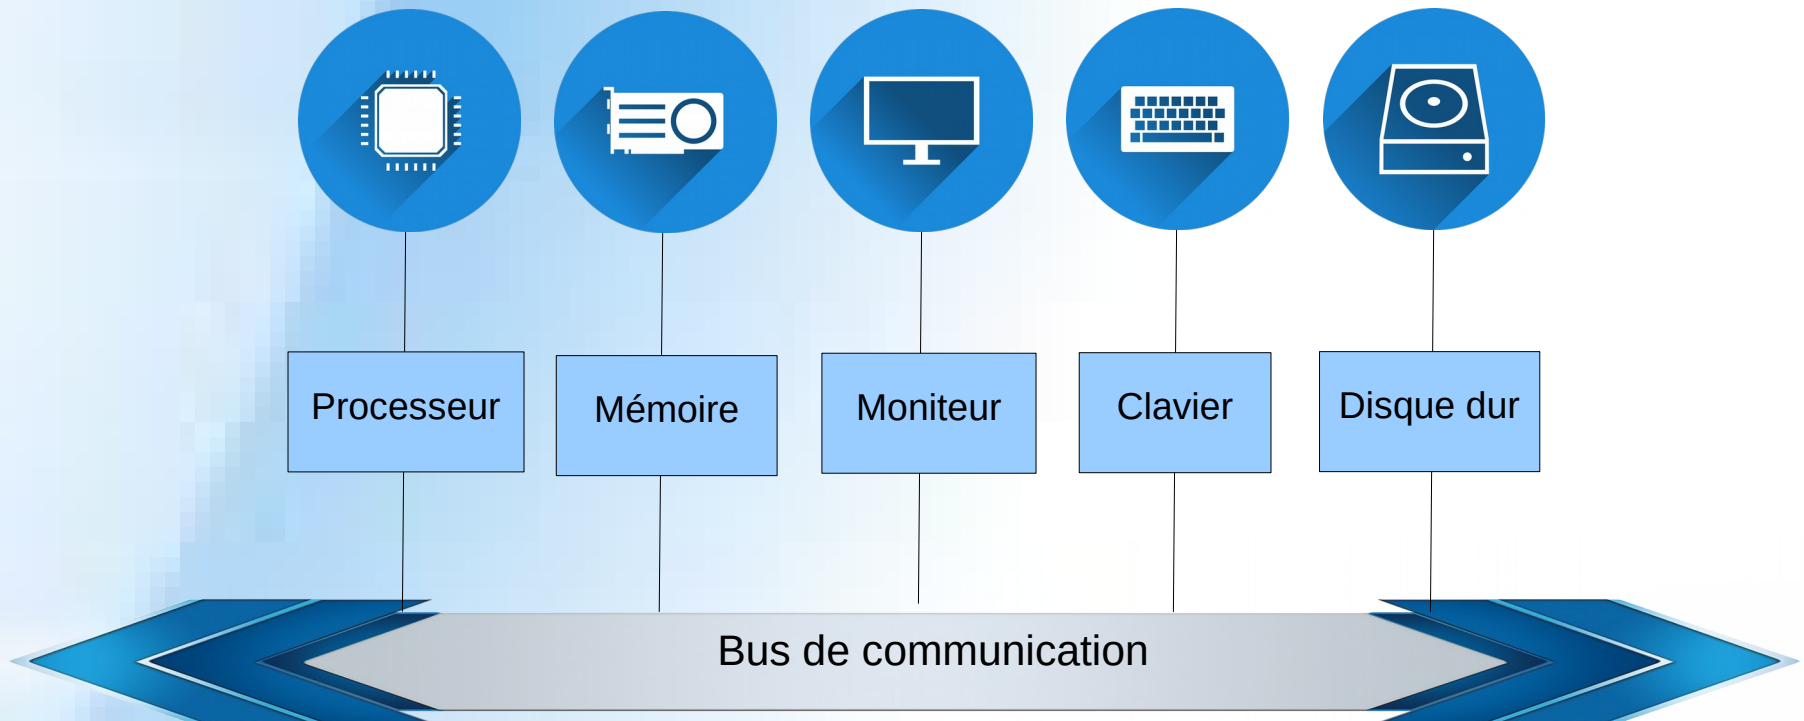 Processeur
Mémoire
Moniteur
Clavier
Disque dur
Bus de communication